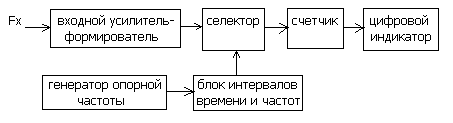 Fx
входной усилитель-
формирователь
селектор
счетчик
цифровой
индикатор
генератор опорной
частоты
блок интервалов
времени и частот